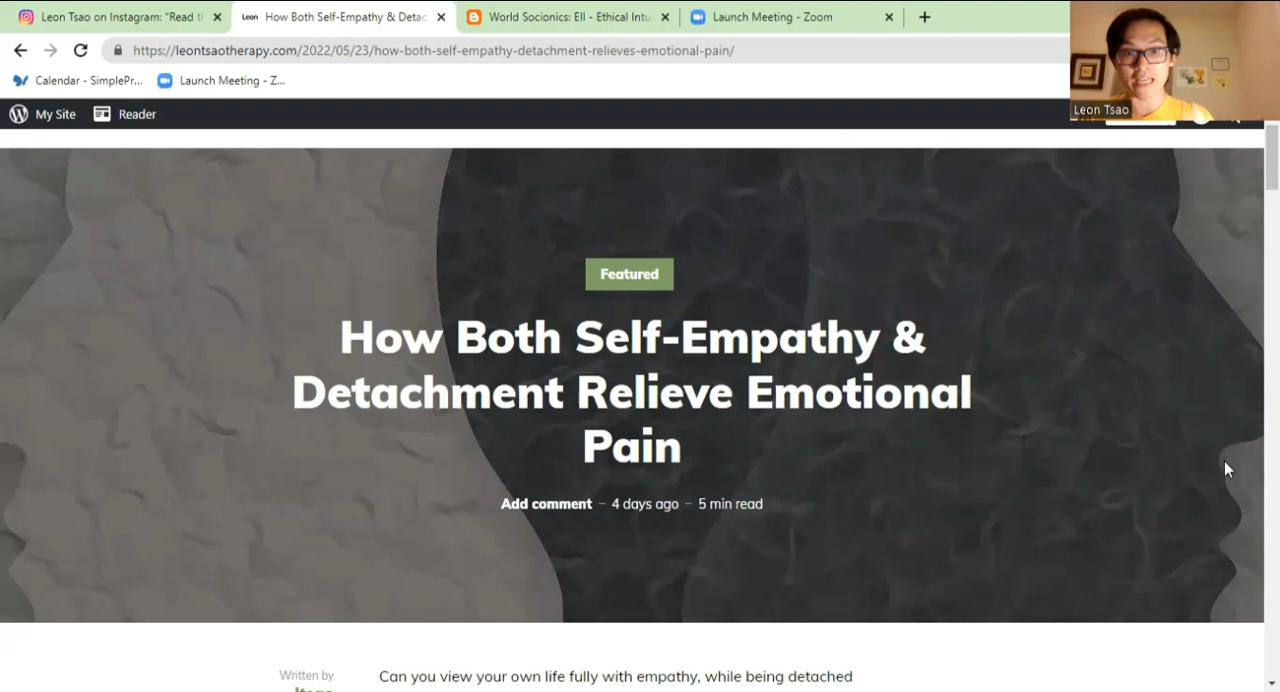 Leon Tsao on Instagram: "Read t
Leon How Both Self-Empathy & Detac
World Socionics: EII - Ethical Intu
Launch Meeting - Zoom
https://leontsaotherapy.com/2022/05/23/how-both-self-empathy-detachment-relieves-emotional-pain/
Calendar - SimplePr...
Launch Meeting - Z...
Leon Tsao
My Site
Reader
Featured
How Both Self-Empathy &
Detachment Relieve Emotional
Pain
Add comment – 4 days ago – 5 min read
Written by
Can you view your own life fully with empathy, while being detached